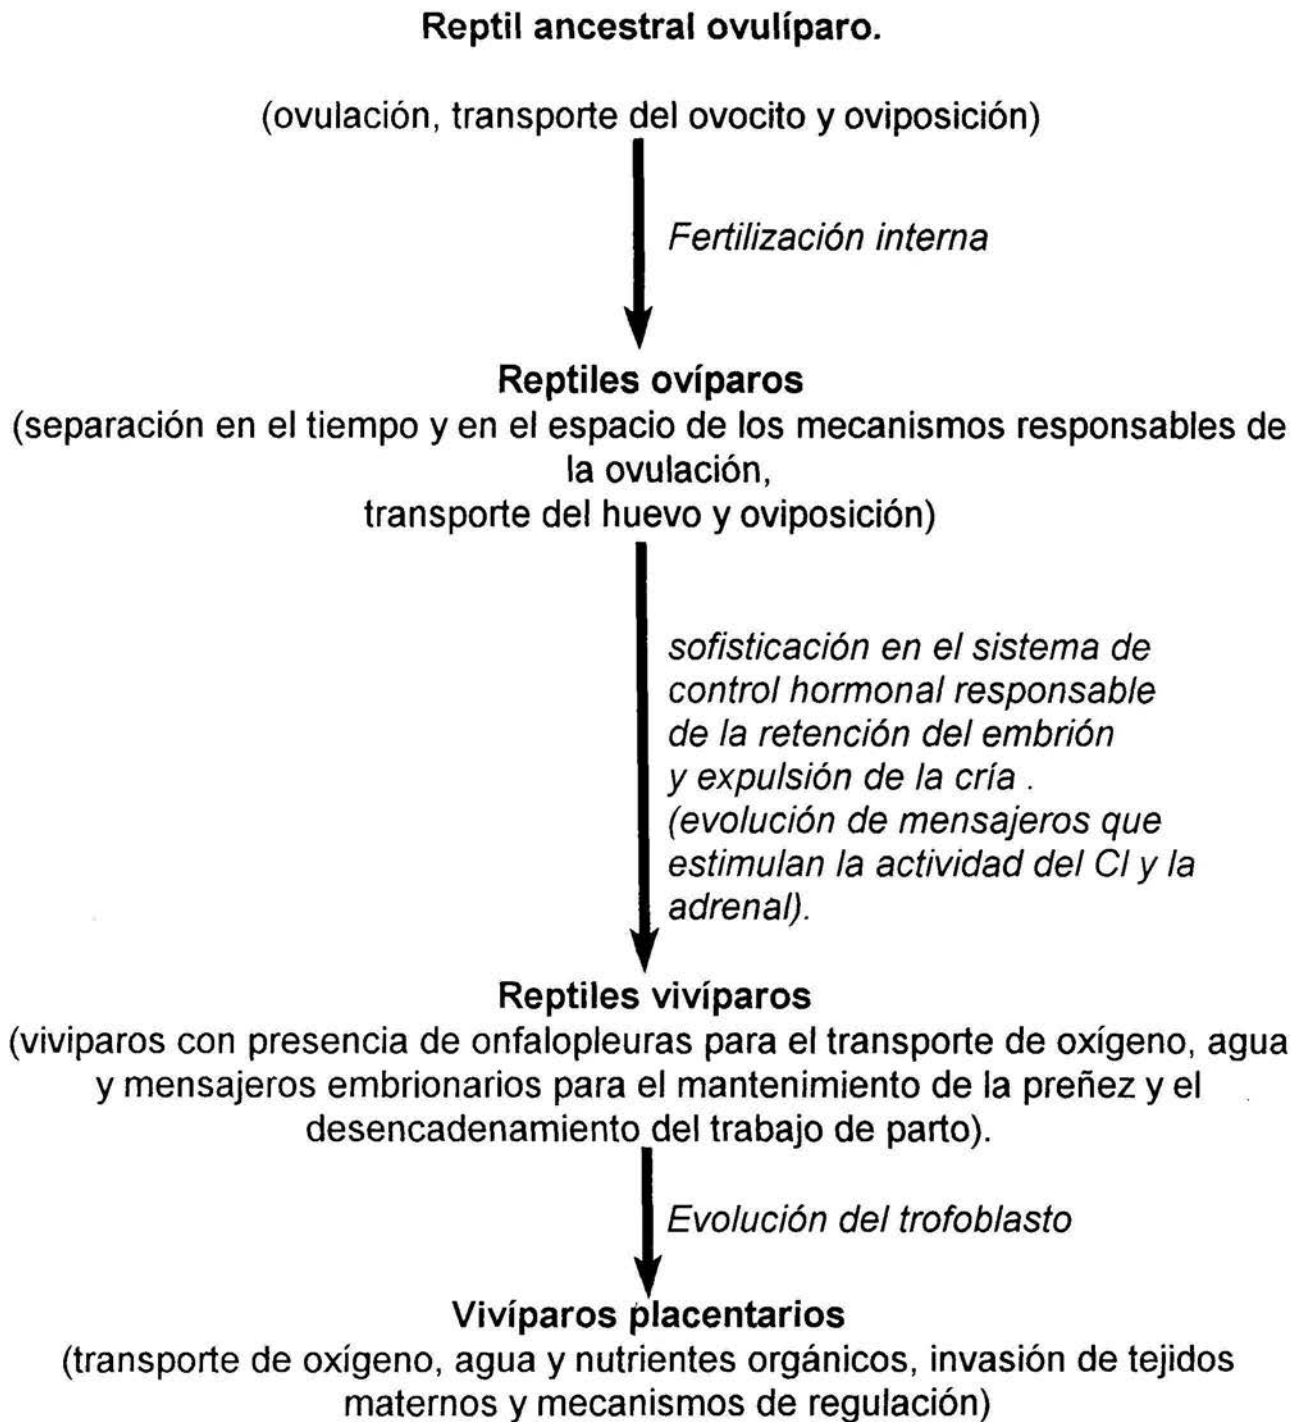 Reptil ancestral ovulíparo.
(ovulación, transporte del ovocito y oviposición)
Fertilización interna
Reptiles ovíparos
(separación en el tiempo y en el espacio de los mecanismos responsables de
la ovulación,
transporte del huevo y oviposición)
sofisticación en el sistema de
control hormonal responsable
de la retención del embrión
y expulsión de la cría .
(evolución de mensajeros que
estimulan la actividad del Cl y la
adrenal).
Reptiles vivíparos
(viviparos con presencia de onfalopleuras para el transporte de oxígeno, agua
y mensajeros embrionarios para el mantenimiento de la preñez y el
desencadenamiento del trabajo de parto).
Evolución del trofoblasto
Vivíparos placentarios
(transporte de oxígeno, agua y nutrientes orgánicos, invasión de tejidos
maternos y mecanismos de regulación)